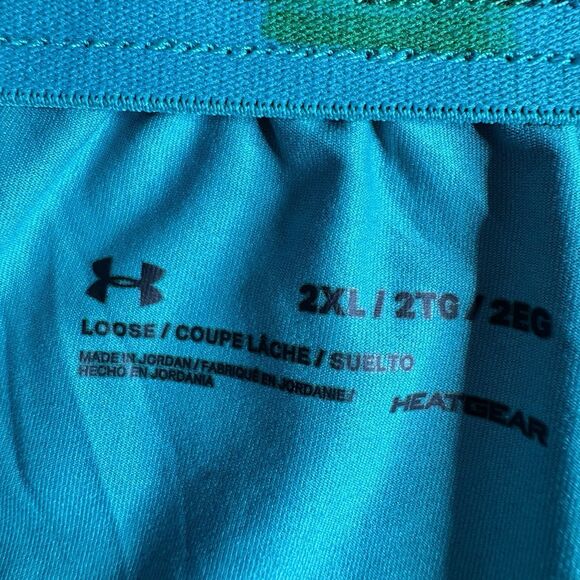 2XL / 2TG / 2EG
LOOSE / COUPE LÂCHE / SUELTO
MADE IN JORDAN / FABRIQUÉ EN JORDANIE /
HECHO EN JORDANIA
HEATGEAR